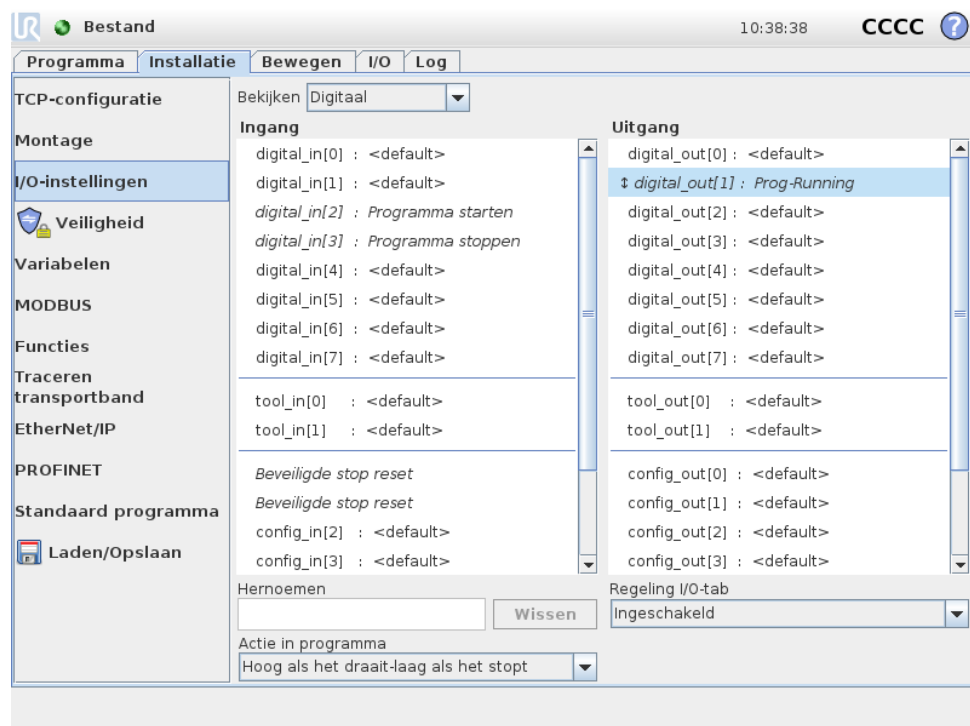 UR Bestand 10:38:38 CCCC ?
Programma Installatie Bewegen I/O Log
TCP-configuratie
Montage
I/O-instellingen
Veiligheid
Variabelen
MODBUS
Functies
Traceren
transportband
EtherNet/IP
PROFINET
Standaard programma
Laden/Opslaan
Bekijken Digitaal
Ingang
digital_in[0] : <default>
digital_in[1] : <default>
digital_in[2] : Programma starten
digital_in[3] : Programma stoppen
digital_in[4] : <default>
digital_in[5] : <default>
digital_in[6] : <default>
digital_in[7] : <default>
tool_in[0] : <default>
tool_in[1] : <default>
Beveiligde stop reset
Beveiligde stop reset
config_in[2] : <default>
config_in[3] : <default>
Hernoemen
Wissen
Actie in programma
Hoog als het draait-laag als het stopt
Uitgang
digital_out[0] : <default>
↕ digital_out[1] : Prog-Running
digital_out[2] : <default>
digital_out[3] : <default>
digital_out[4] : <default>
digital_out[5] : <default>
digital_out[6] : <default>
digital_out[7] : <default>
tool_out[0] : <default>
tool_out[1] : <default>
config_out[0] : <default>
config_out[1] : <default>
config_out[2] : <default>
config_out[3] : <default>
Regeling I/O-tab
Ingeschakeld